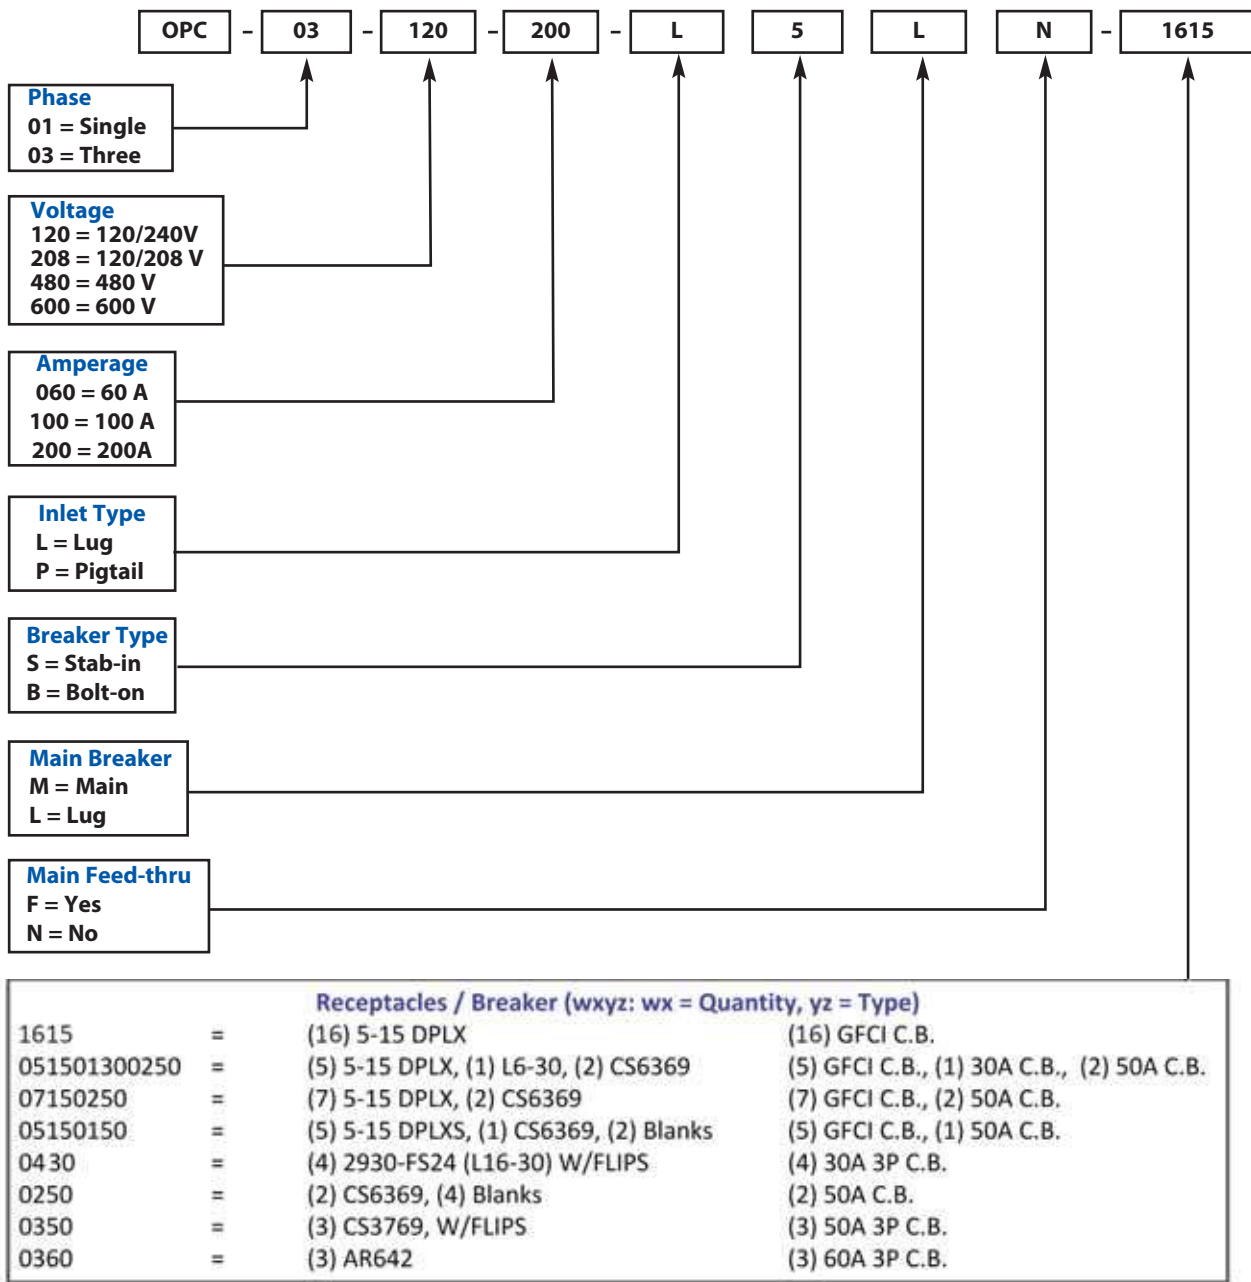 OPC – 03 – 120 – 200 – L 5 L N – 1615
Phase
01 = Single
03 = Three
Voltage
120 = 120/240V
208 = 120/208 V
480 = 480 V
600 = 600 V
Amperage
060 = 60 A
100 = 100 A
200 = 200A
Inlet Type
L = Lug
P = Pigtail
Breaker Type
S = Stab-in
B = Bolt-on
Main Breaker
M = Main
L = Lug
Main Feed-thru
F = Yes
N = No
Receptacles / Breaker (wxyz: wx = Quantity, yz = Type)
1615 = (16) 5-15 DPLX (16) GFCI C.B.
051501300250 = (5) 5-15 DPLX, (1) L6-30, (2) CS6369 (5) GFCI C.B., (1) 30A C.B., (2) 50A C.B.
07150250 = (7) 5-15 DPLX, (2) CS6369 (7) GFCI C.B., (2) 50A C.B.
05150150 = (5) 5-15 DPLXS, (1) CS6369, (2) Blanks (5) GFCI C.B., (1) 50A C.B.
0430 = (4) 2930-FS24 (L16-30) W/FLIPS (4) 30A 3P C.B.
0250 = (2) CS6369, (4) Blanks (2) 50A C.B.
0350 = (3) CS3769, W/FLIPS (3) 50A 3P C.B.
0360 = (3) AR642 (3) 60A 3P C.B.